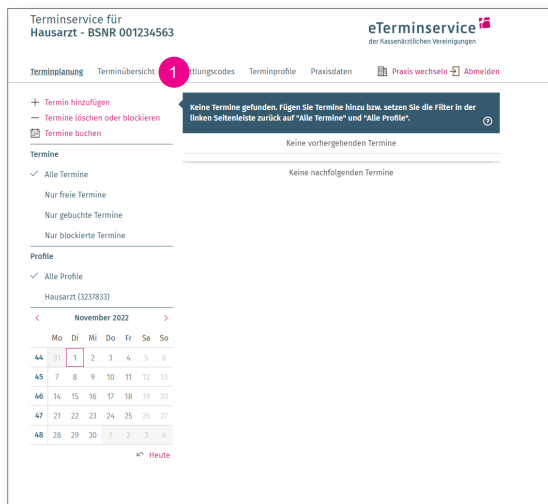 Terminservice für
Hausarzt - BSNR 001234563
eTerminservice
der Kassenärztlichen Vereinigungen
Terminplanung Terminübersicht 1 ttlungscodes Terminprofile Praxisdaten Praxis wechseln Abmelden
+ Termin hinzufügen
− Termine löschen oder blockieren
Termine buchen
Keine Termine gefunden. Fügen Sie Termine hinzu bzw. setzen Sie die Filter in der
linken Seitenleiste zurück auf "Alle Termine" und "Alle Profile".
?
Keine vorhergehenden Termine
Keine nachfolgenden Termine
Termine
✓ Alle Termine
Nur freie Termine
Nur gebuchte Termine
Nur blockierte Termine
Profile
✓ Alle Profile
Hausarzt (3237833)
< November 2022 >
Mo Di Mi Do Fr Sa So
44 31 1 2 3 4 5 6
45 7 8 9 10 11 12 13
46 14 15 16 17 18 19 20
47 21 22 23 24 25 26 27
48 28 29 30 1 2 3 4
Heute